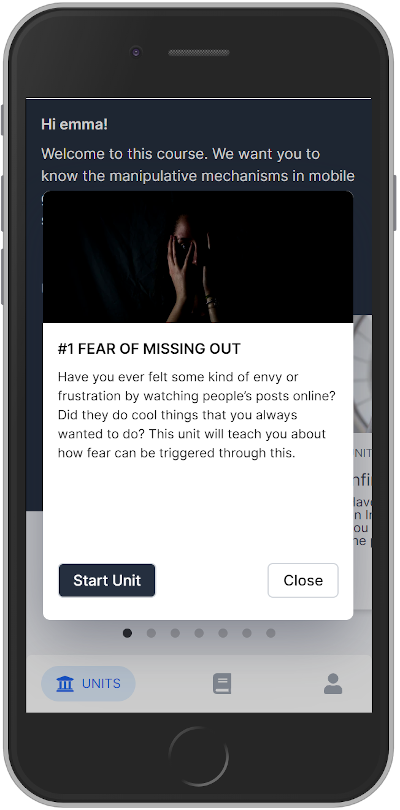 Hi emma!
Welcome to this course. We want you to
know the manipulative mechanisms in mobile
#1 FEAR OF MISSING OUT
Have you ever felt some kind of envy or
frustration by watching people's posts online?
Did they do cool things that you always
wanted to do? This unit will teach you about
how fear can be triggered through this.
Start Unit
Close
UNITS